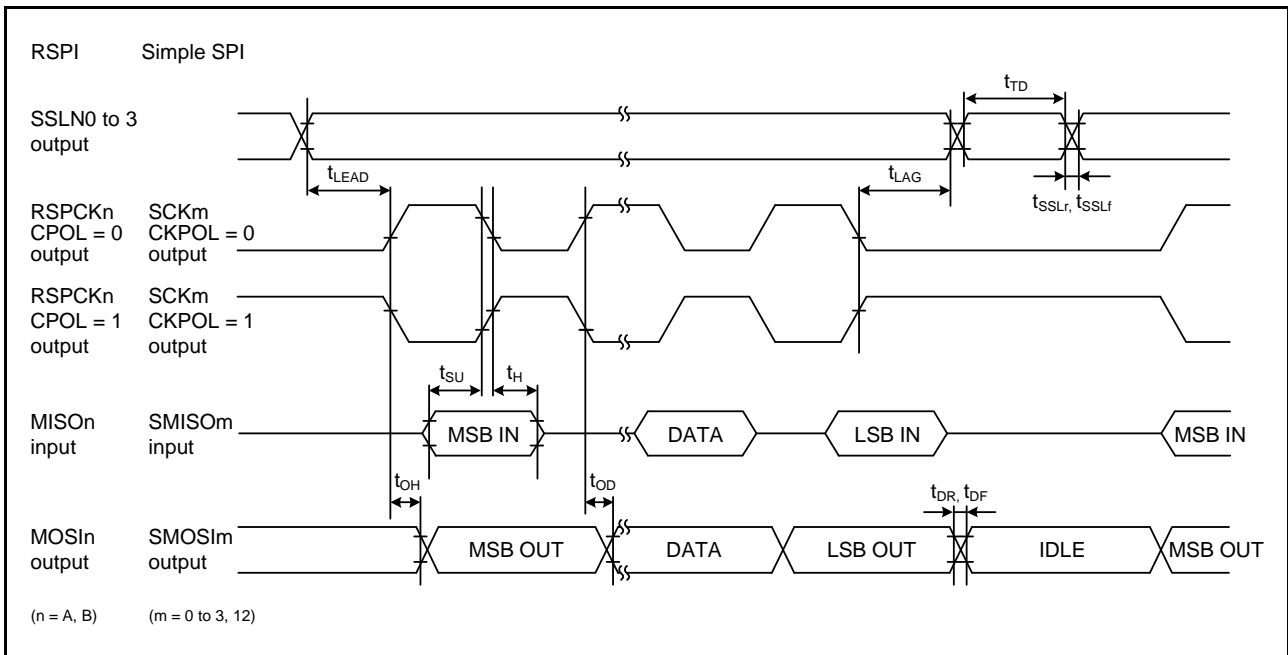 RSPI Simple SPI
tTD
SSLN0 to 3
output
tLEAD
tLAG
tSSLr, tSSLf
RSPCKn SCKm
CPOL = 0 CKPOL = 0
output output
RSPCKn SCKm
CPOL = 1 CKPOL = 1
output output
tSU tH
MISOn SMISOm
input input
MSB IN DATA LSB IN MSB IN
tOH tOD tDR, tDF
MOSIn SMOSIm
output output
MSB OUT DATA LSB OUT IDLE MSB OUT
(n = A, B) (m = 0 to 3, 12)